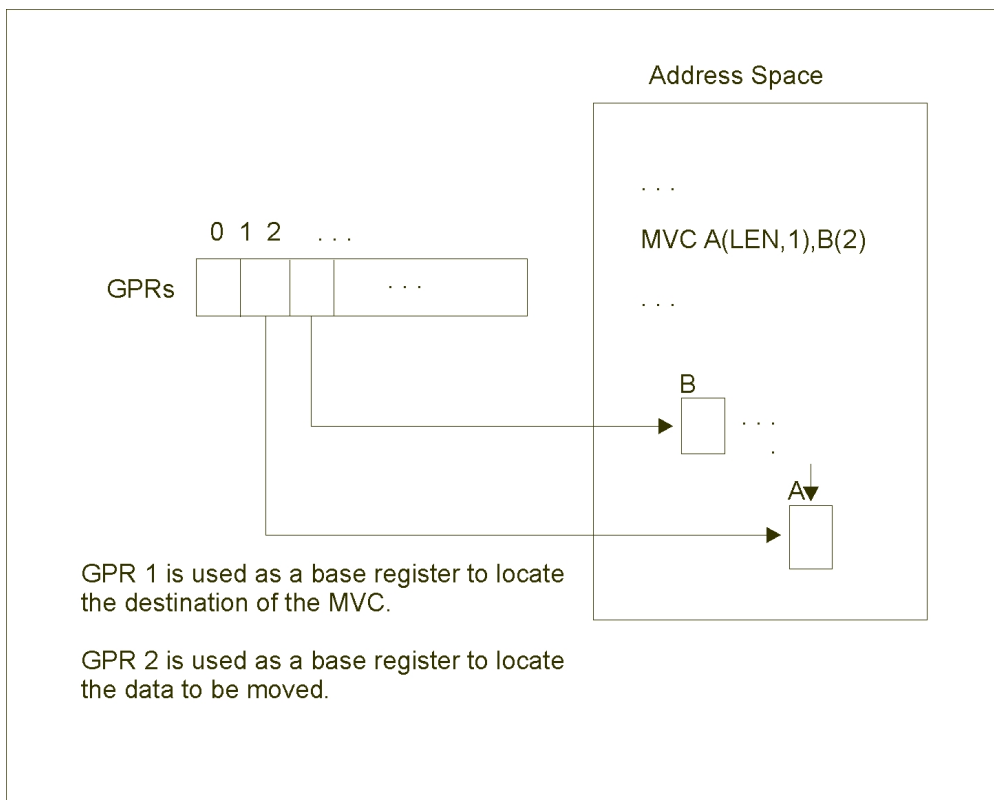 Address Space
. . .
MVC A(LEN,1),B(2)
. . .
0 1 2 . . .
GPRs . . .
B
. . .
.
A
GPR 1 is used as a base register to locate
the destination of the MVC.
GPR 2 is used as a base register to locate
the data to be moved.